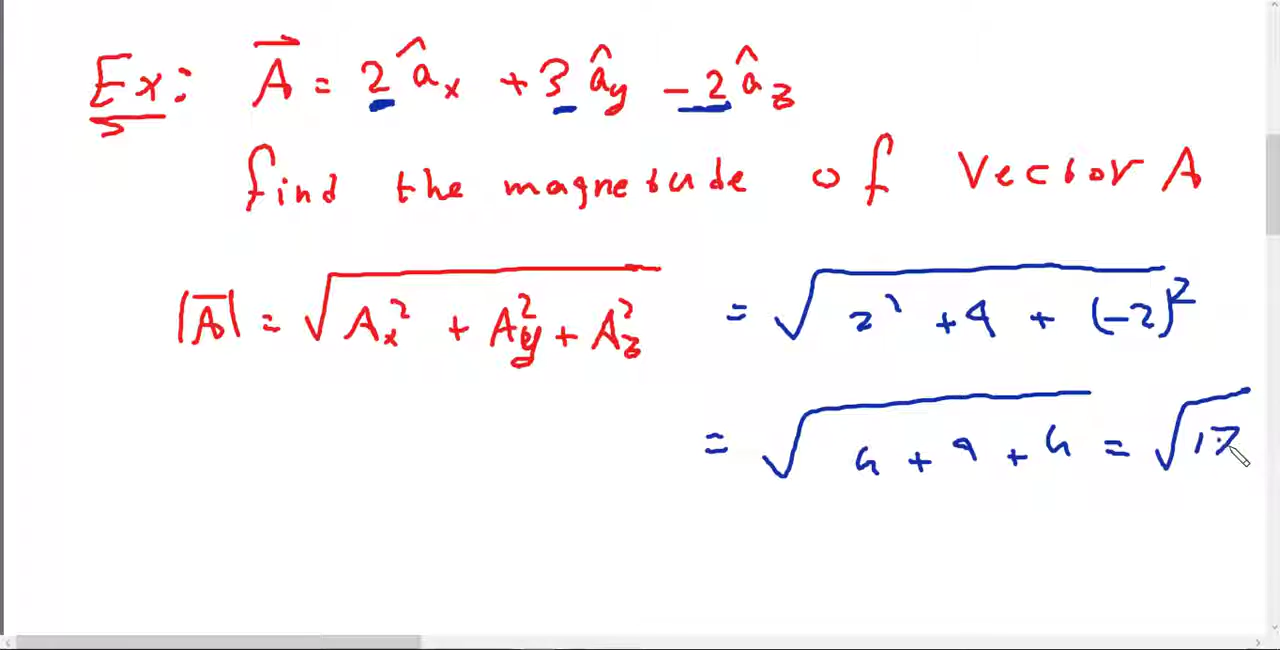 Ex: A = 2 âx + 3 ây - 2 âz
find the magnetude of vector A
|A| = √(Ax² + Ay² + Az²) = √(2² + 9 + (-2)²)
= √(4 + 9 + 4) = √17